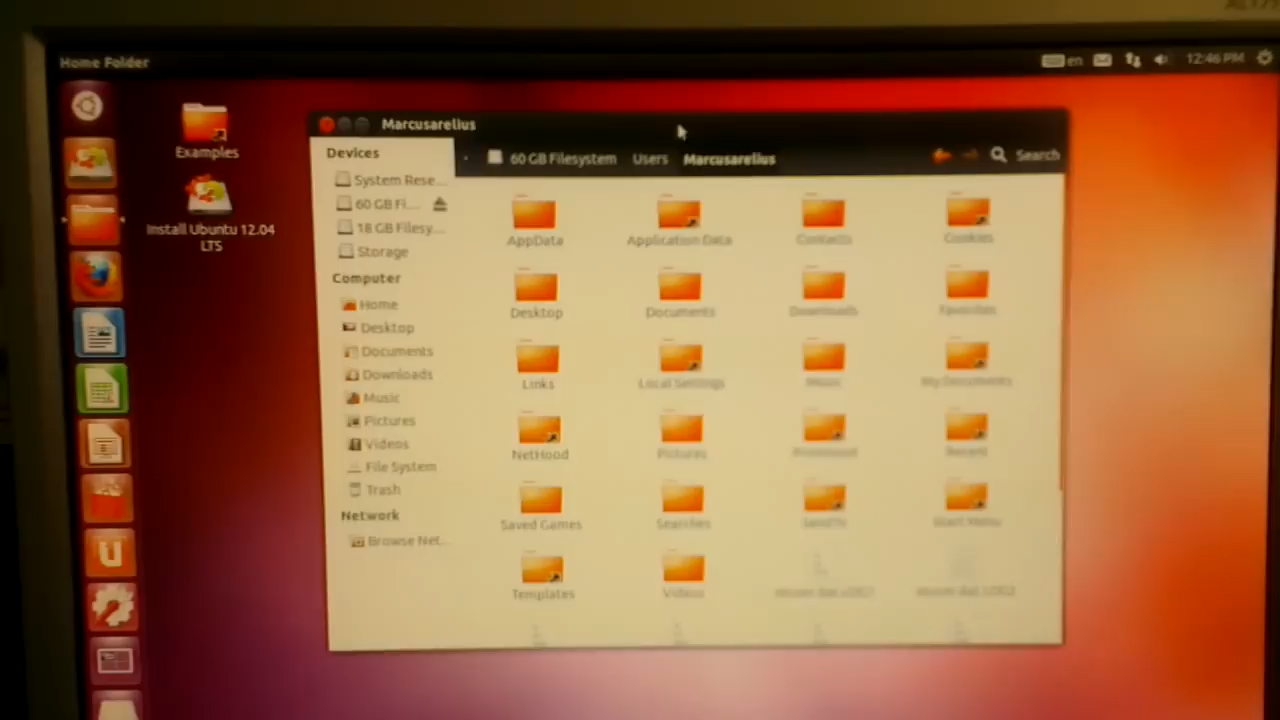 Home Folder
en
12:46 PM
Examples
Install Ubuntu 12.04
LTS
Marcusarelius
60 GB Filesystem
Users
Marcusarelius
Search
Devices
System Rese...
60 GB Fi...
18 GB Filesy...
Storage
Computer
Home
Desktop
Documents
Downloads
Music
Pictures
Videos
File System
Trash
Network
Browse Net...
AppData
Application Data
Contacts
Cookies
Desktop
Documents
Downloads
Favorites
Links
Local Settings
Music
My Documents
NetHood
Pictures
Recent
Saved Games
Searches
SendTo
Start Menu
Templates
Videos